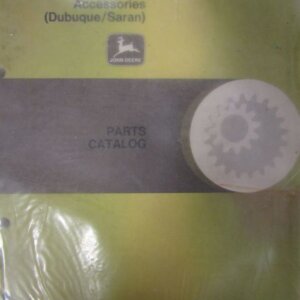 Accessories
(Dubuque/Saran)
JOHN DEERE
PARTS
CATALOG